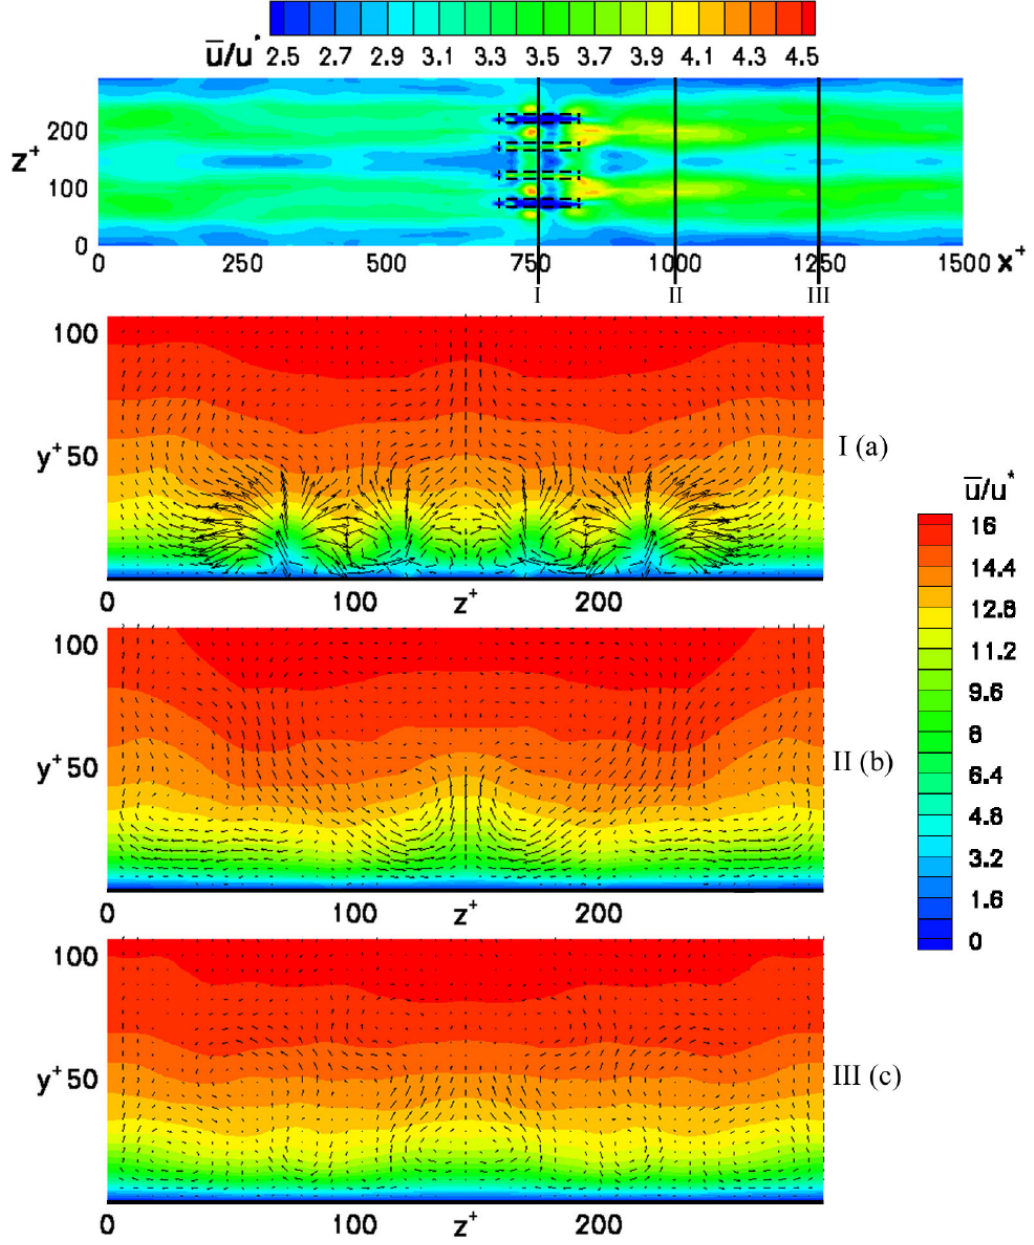 u̅/u* 2.5 2.7 2.9 3.1 3.3 3.5 3.7 3.9 4.1 4.3 4.5
200
z+
100
0
0 250 500 750 1000 1250 1500 x+
I II III
100
y+ 50
I (a)
0 100 z+ 200
u̅/u*
16
14.4
12.8
11.2
9.6
8
6.4
4.8
3.2
1.6
0
100
y+ 50
II (b)
0 100 z+ 200
100
y+ 50
III (c)
0 100 z+ 200